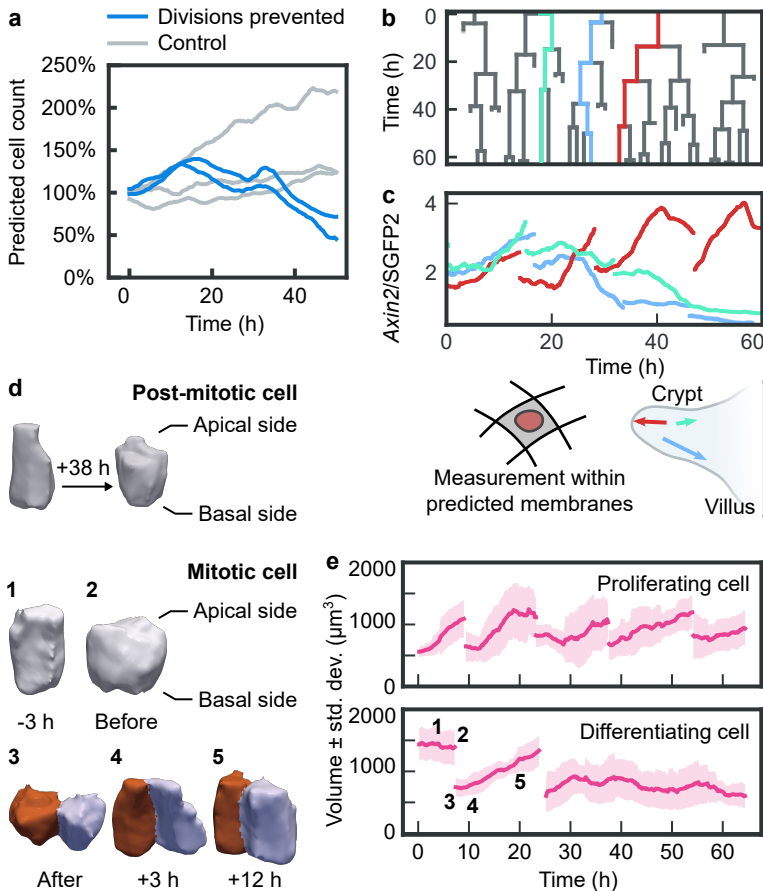 a
Divisions prevented
Control
Predicted cell count
250%
200%
150%
100%
50%
0%
0
20
40
Time (h)
b
Time (h)
0
20
40
60
c
Axin2/SGFP2
4
2
0
20
40
60
Time (h)
Measurement within
predicted membranes
Crypt
Villus
d
Post-mitotic cell
Apical side
+38 h
Basal side
Mitotic cell
1
2
Apical side
Basal side
-3 h
Before
3
4
5
After
+3 h
+12 h
e
Volume ± std. dev. (μm³)
2000
1000
0
Proliferating cell
2000
1000
0
Differentiating cell
1
2
3
4
5
0
20
40
60
Time (h)